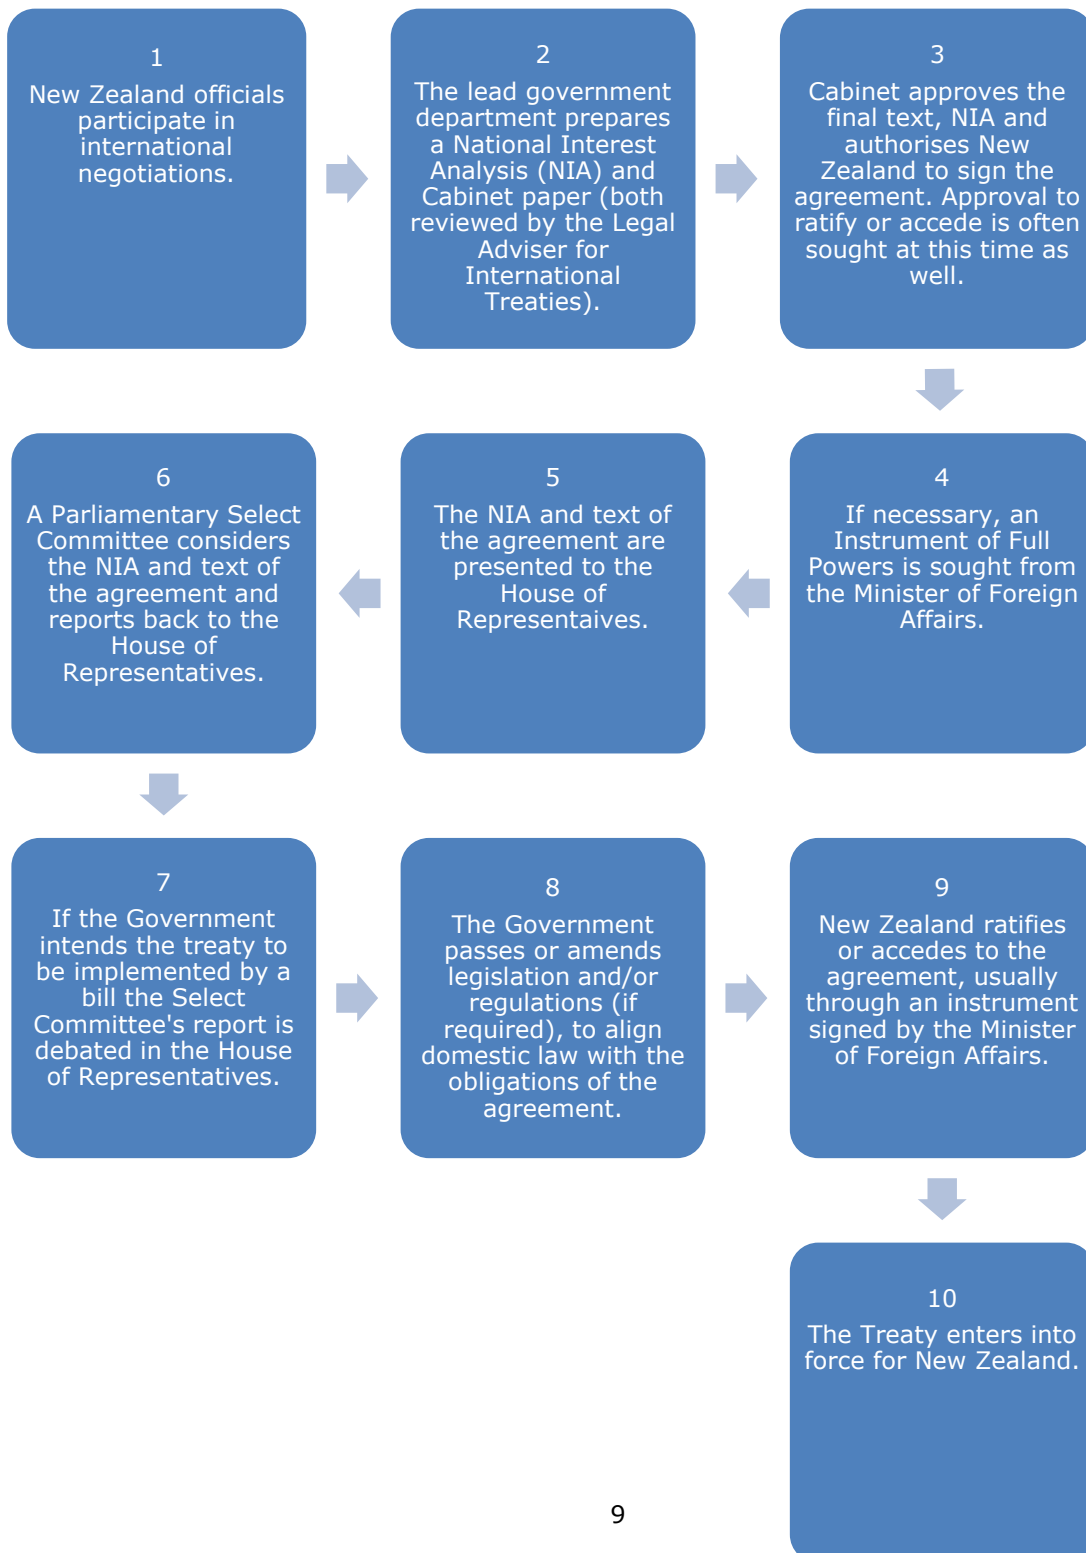 1
New Zealand officials
participate in
international
negotiations.
2
The lead government
department prepares
a National Interest
Analysis (NIA) and
Cabinet paper (both
reviewed by the Legal
Adviser for
International
Treaties).
3
Cabinet approves the
final text, NIA and
authorises New
Zealand to sign the
agreement. Approval to
ratify or accede is often
sought at this time as
well.
4
If necessary, an
Instrument of Full
Powers is sought from
the Minister of Foreign
Affairs.
5
The NIA and text of
the agreement are
presented to the
House of
Representaives.
6
A Parliamentary Select
Committee considers
the NIA and text of
the agreement and
reports back to the
House of
Representatives.
7
If the Government
intends the treaty to
be implemented by a
bill the Select
Committee's report is
debated in the House
of Representatives.
8
The Government
passes or amends
legislation and/or
regulations (if
required), to align
domestic law with the
obligations of the
agreement.
9
New Zealand ratifies
or accedes to the
agreement, usually
through an instrument
signed by the Minister
of Foreign Affairs.
10
The Treaty enters into
force for New Zealand.
9